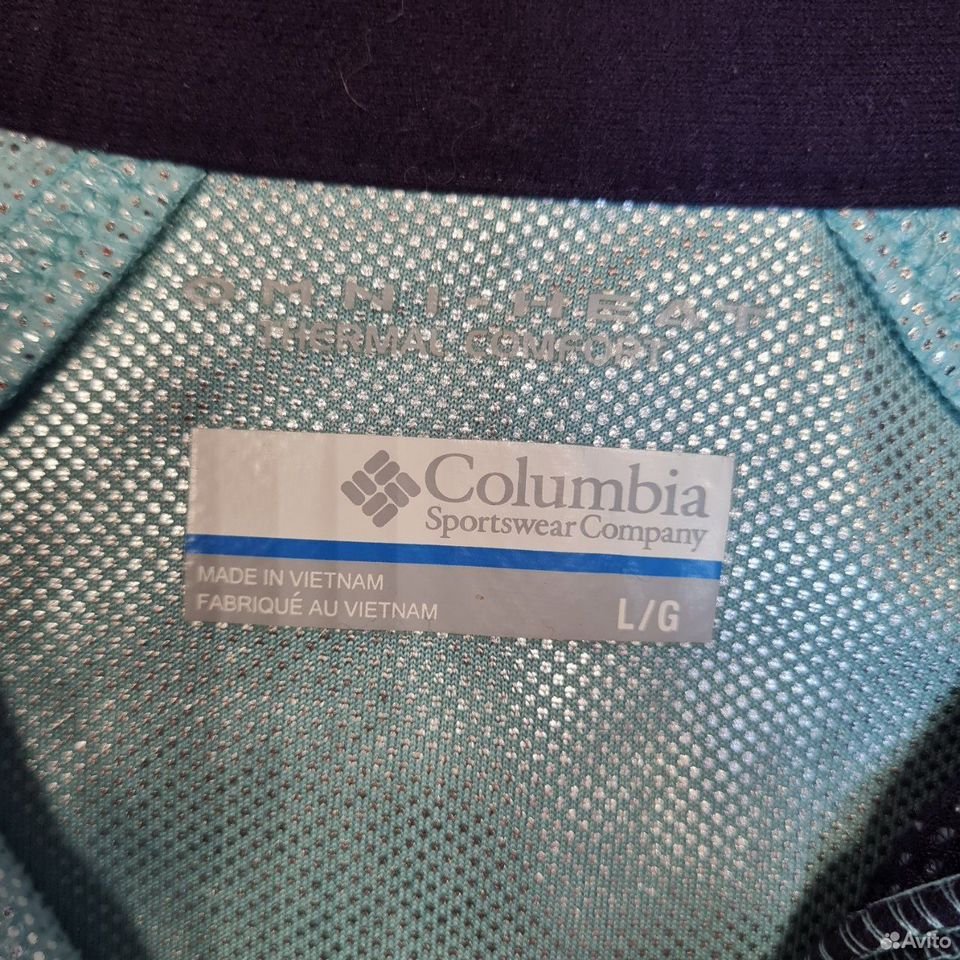 OMNI-HEAT
THERMAL COMFORT
Columbia
Sportswear Company
MADE IN VIETNAM
FABRIQUÉ AU VIETNAM
L/G
Avito